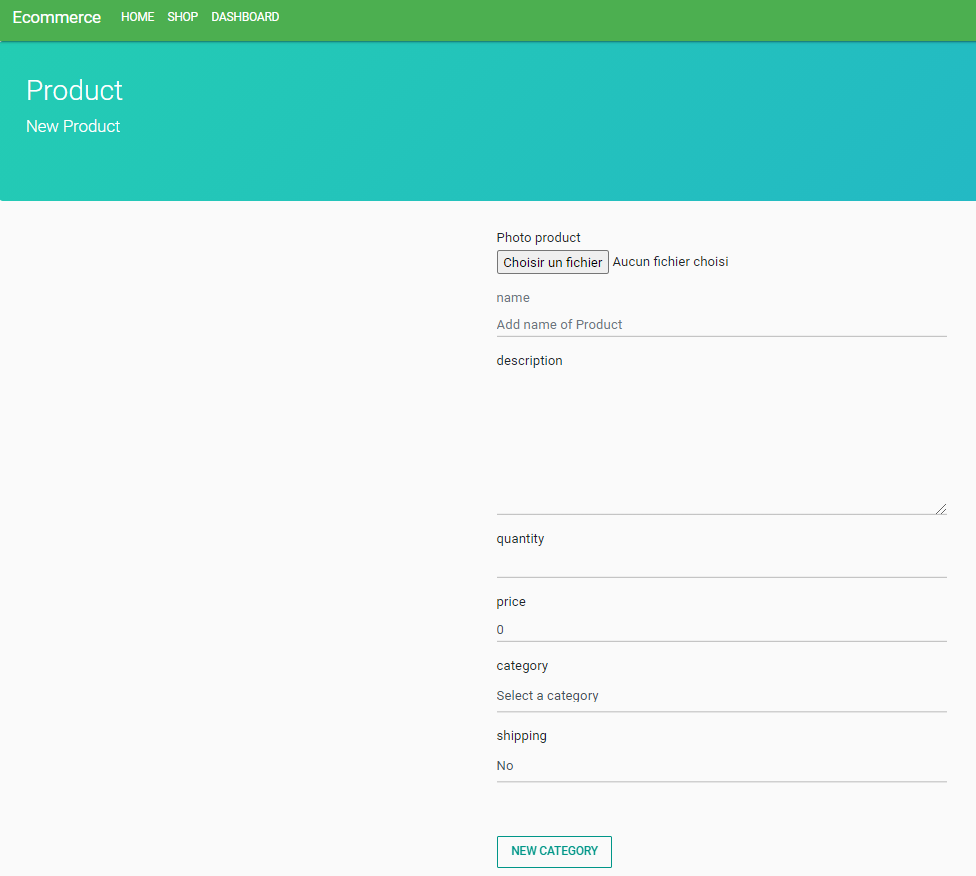 Ecommerce HOME SHOP DASHBOARD
Product
New Product
Photo product
Choisir un fichier Aucun fichier choisi
name
Add name of Product
description
quantity
price
0
category
Select a category
shipping
No
NEW CATEGORY